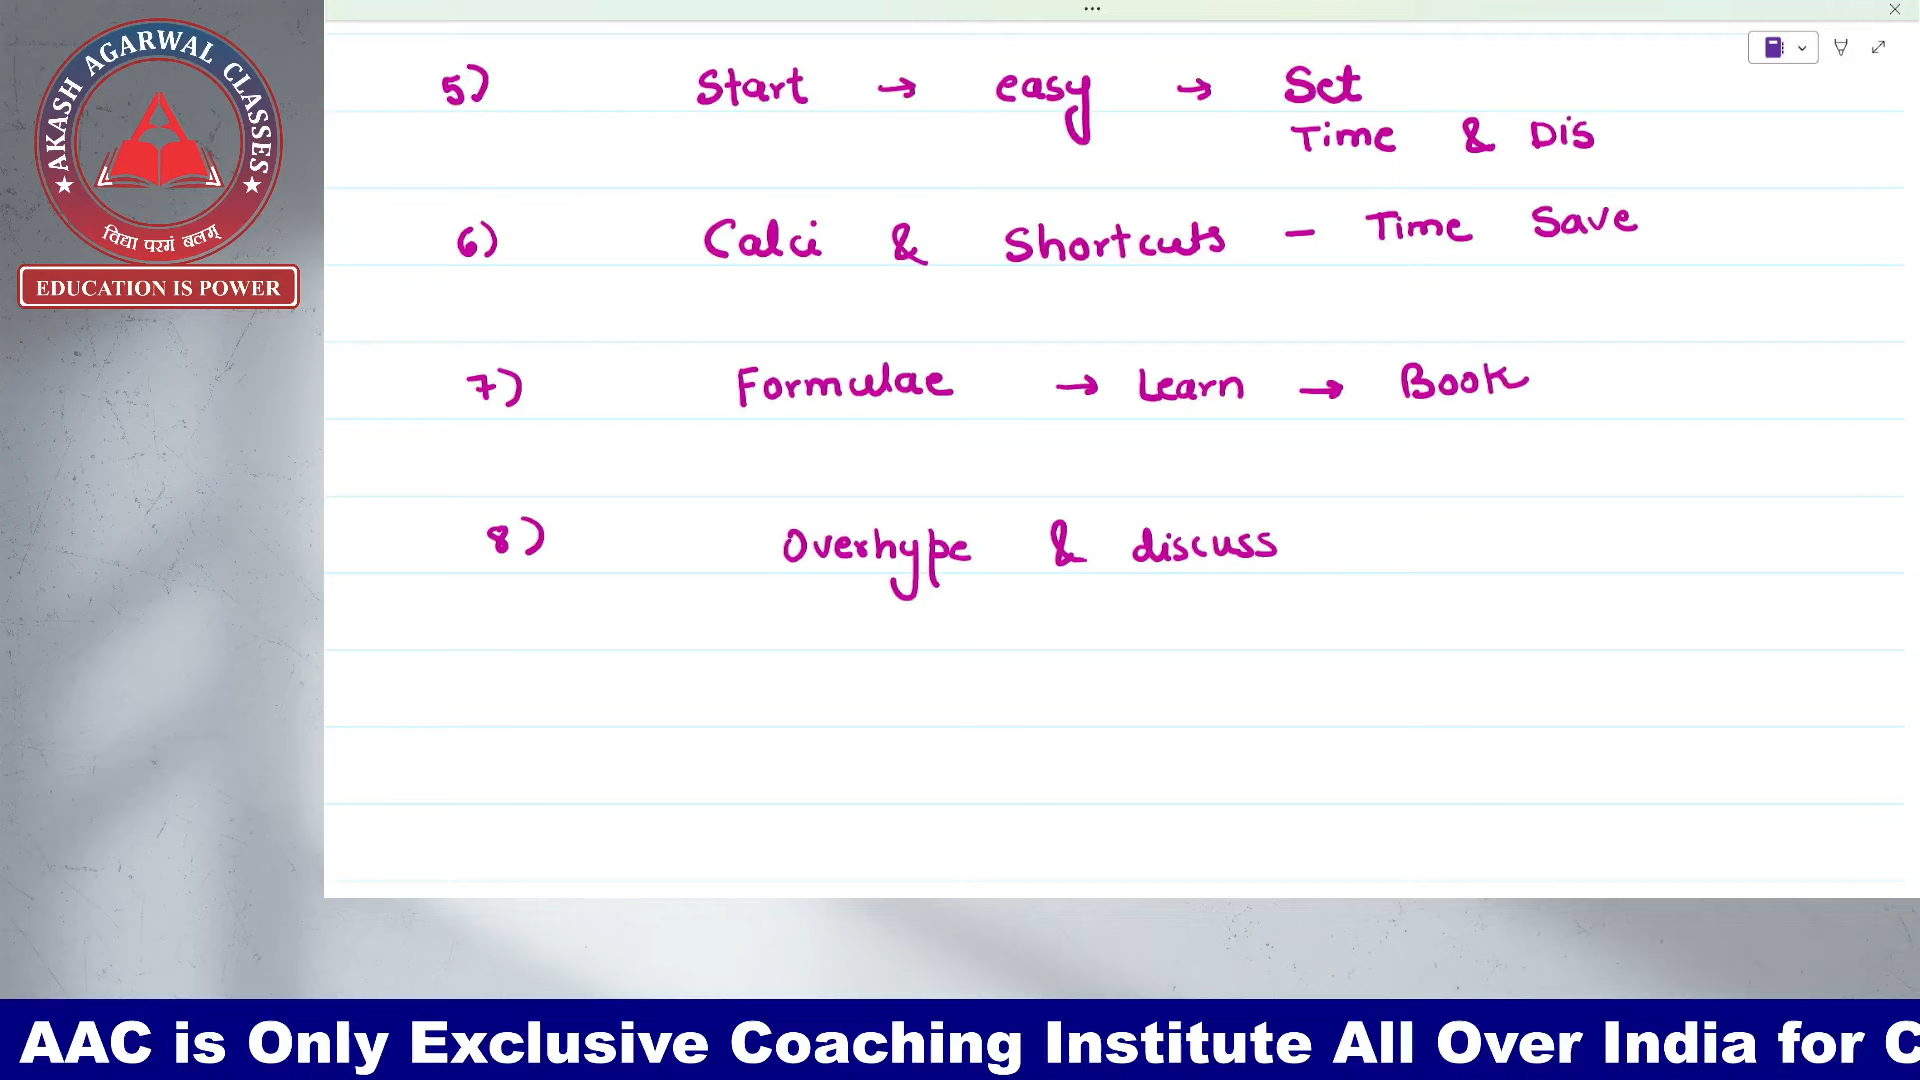 AKASH AGARWAL CLASSES
विद्या परमं बलम्
EDUCATION IS POWER
5) Start → easy → Set
Time & Dis
6) Calci & Shortcuts - Time Save
7) Formulae → Learn → Book
8) Overhype & discuss
AAC is Only Exclusive Coaching Institute All Over India for C